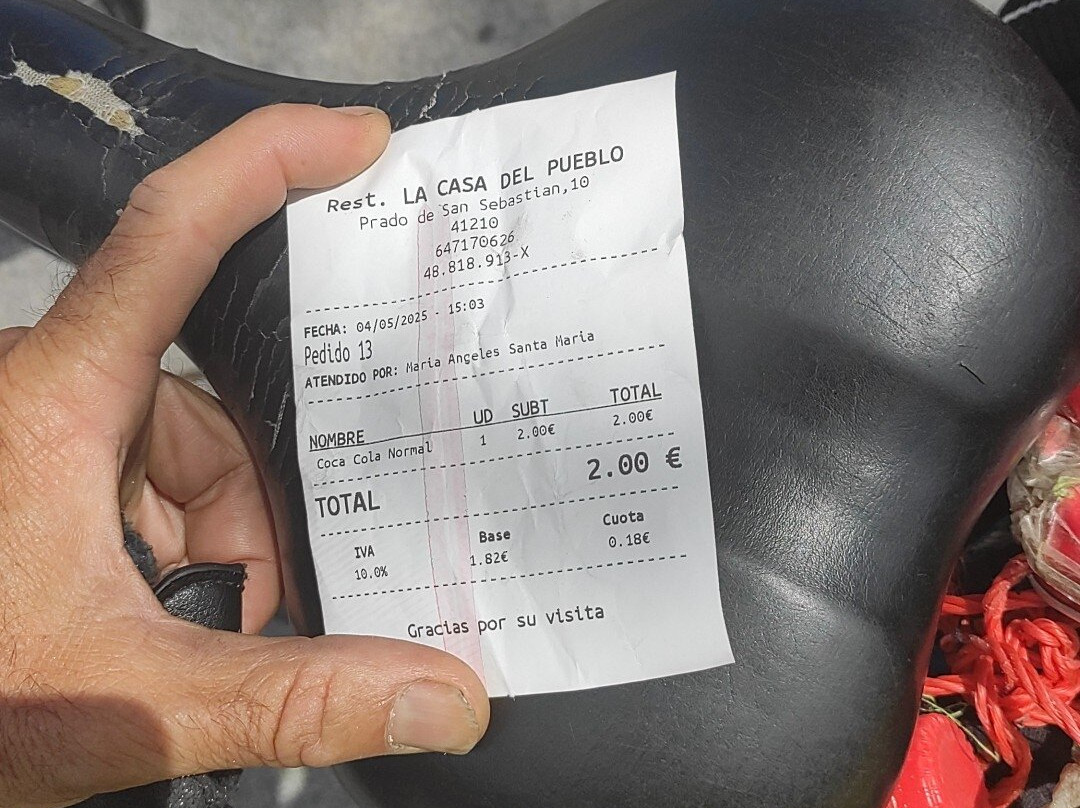 Rest. LA CASA DEL PUEBLO
Prado de San Sebastian,10
41210
647170626
48.818.913-X
FECHA: 04/05/2025 - 15:03
Pedido 13
ATENDIDO POR: Maria Angeles Santa Maria
NOMBRE UD SUBT TOTAL
Coca Cola Normal 1 2.00€ 2.00€
TOTAL 2.00 €
IVA Base Cuota
10.0% 1.82€ 0.18€
Gracias por su visita